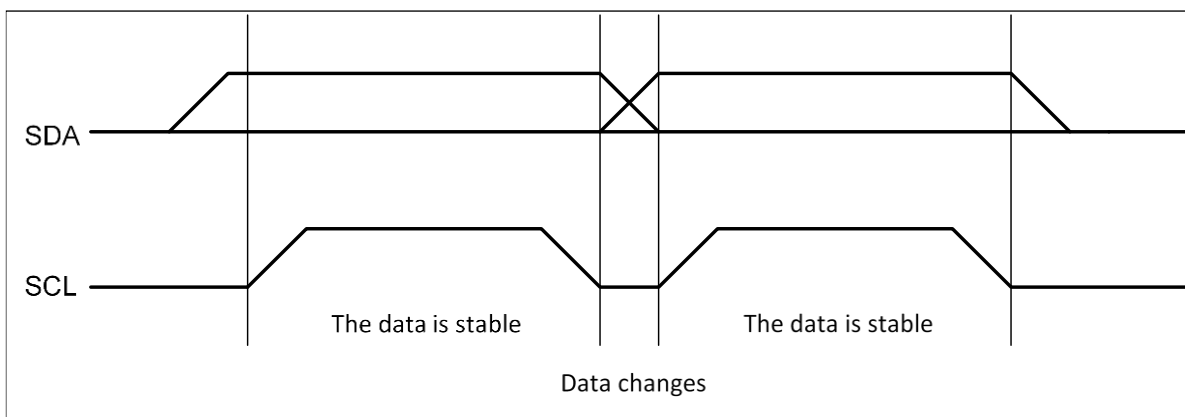 SDA
SCL
The data is stable
The data is stable
Data changes